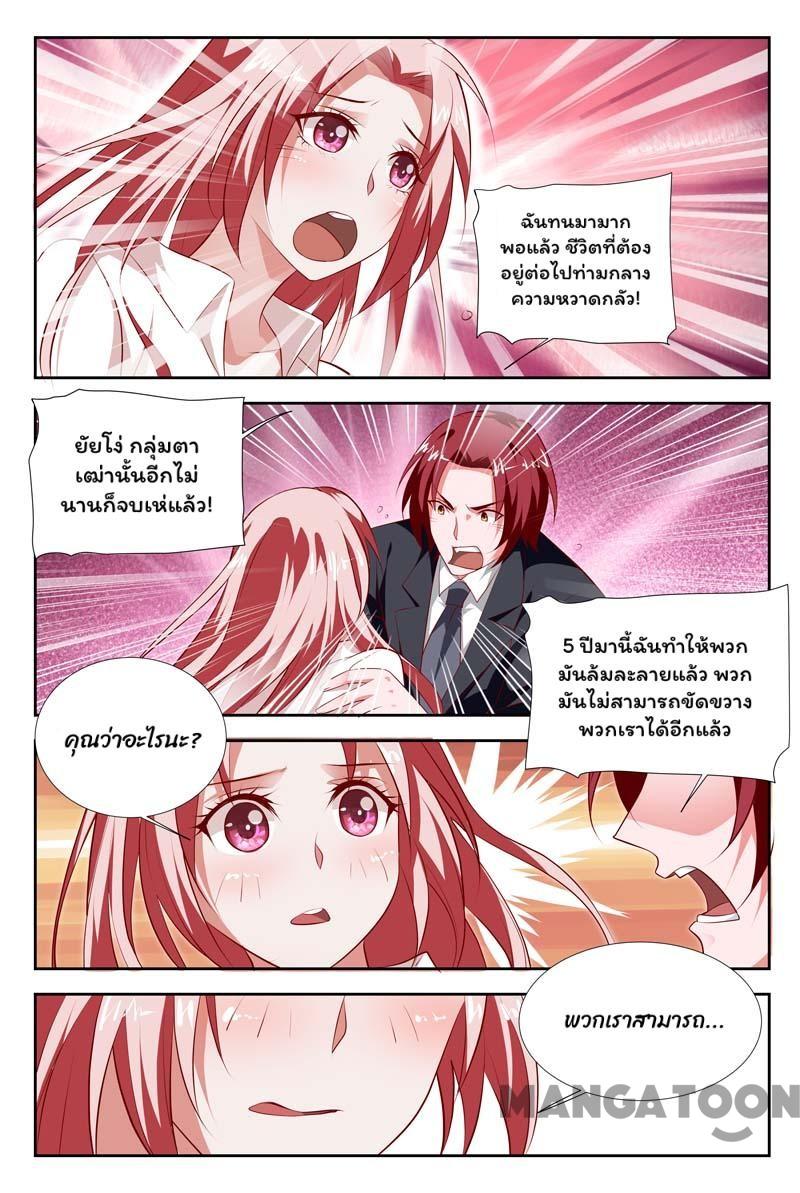 ฉันทนมามาก
พอแล้ว ชีวิตที่ต้อง
อยู่ต่อไปท่ามกลาง
ความหวาดกลัว!
ยัยโง่ กลุ่มตา
เฒ่านั้นอีกไม่
นานก็จบเห่แล้ว!
5 ปีมานี้ฉันทำให้พวก
มันล้มละลายแล้ว พวก
มันไม่สามารถขัดขวาง
พวกเราได้อีกแล้ว
คุณว่าอะไรนะ?
พวกเราสามารถ...
MANGATOON